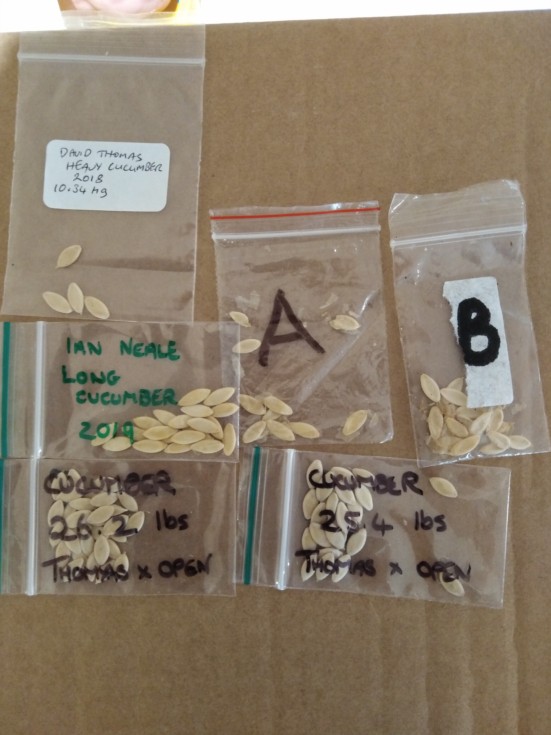 DAVID THOMAS
HEAVY CUCUMBER
2018
10.34 Kg
A
B
IAN NEALE
LONG
CUCUMBER
2019
CUCUMBER
26.2 lbs
THOMAS x OPEN
CUCUMBER
25.4 lbs
THOMAS x OPEN